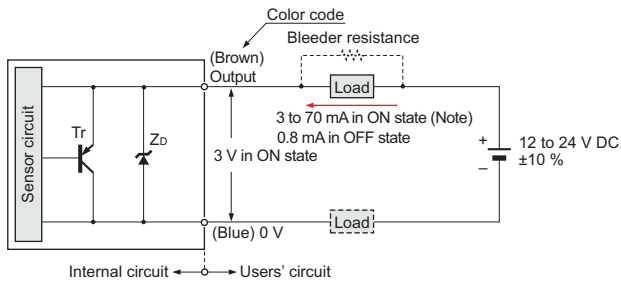 Color code
Bleeder resistance
(Brown)
Output
Load
Sensor circuit
Tr
ZD
3 V in ON state
3 to 70 mA in ON state (Note)
0.8 mA in OFF state
+
12 to 24 V DC
±10 %
−
(Blue) 0 V
Load
Internal circuit
Users' circuit